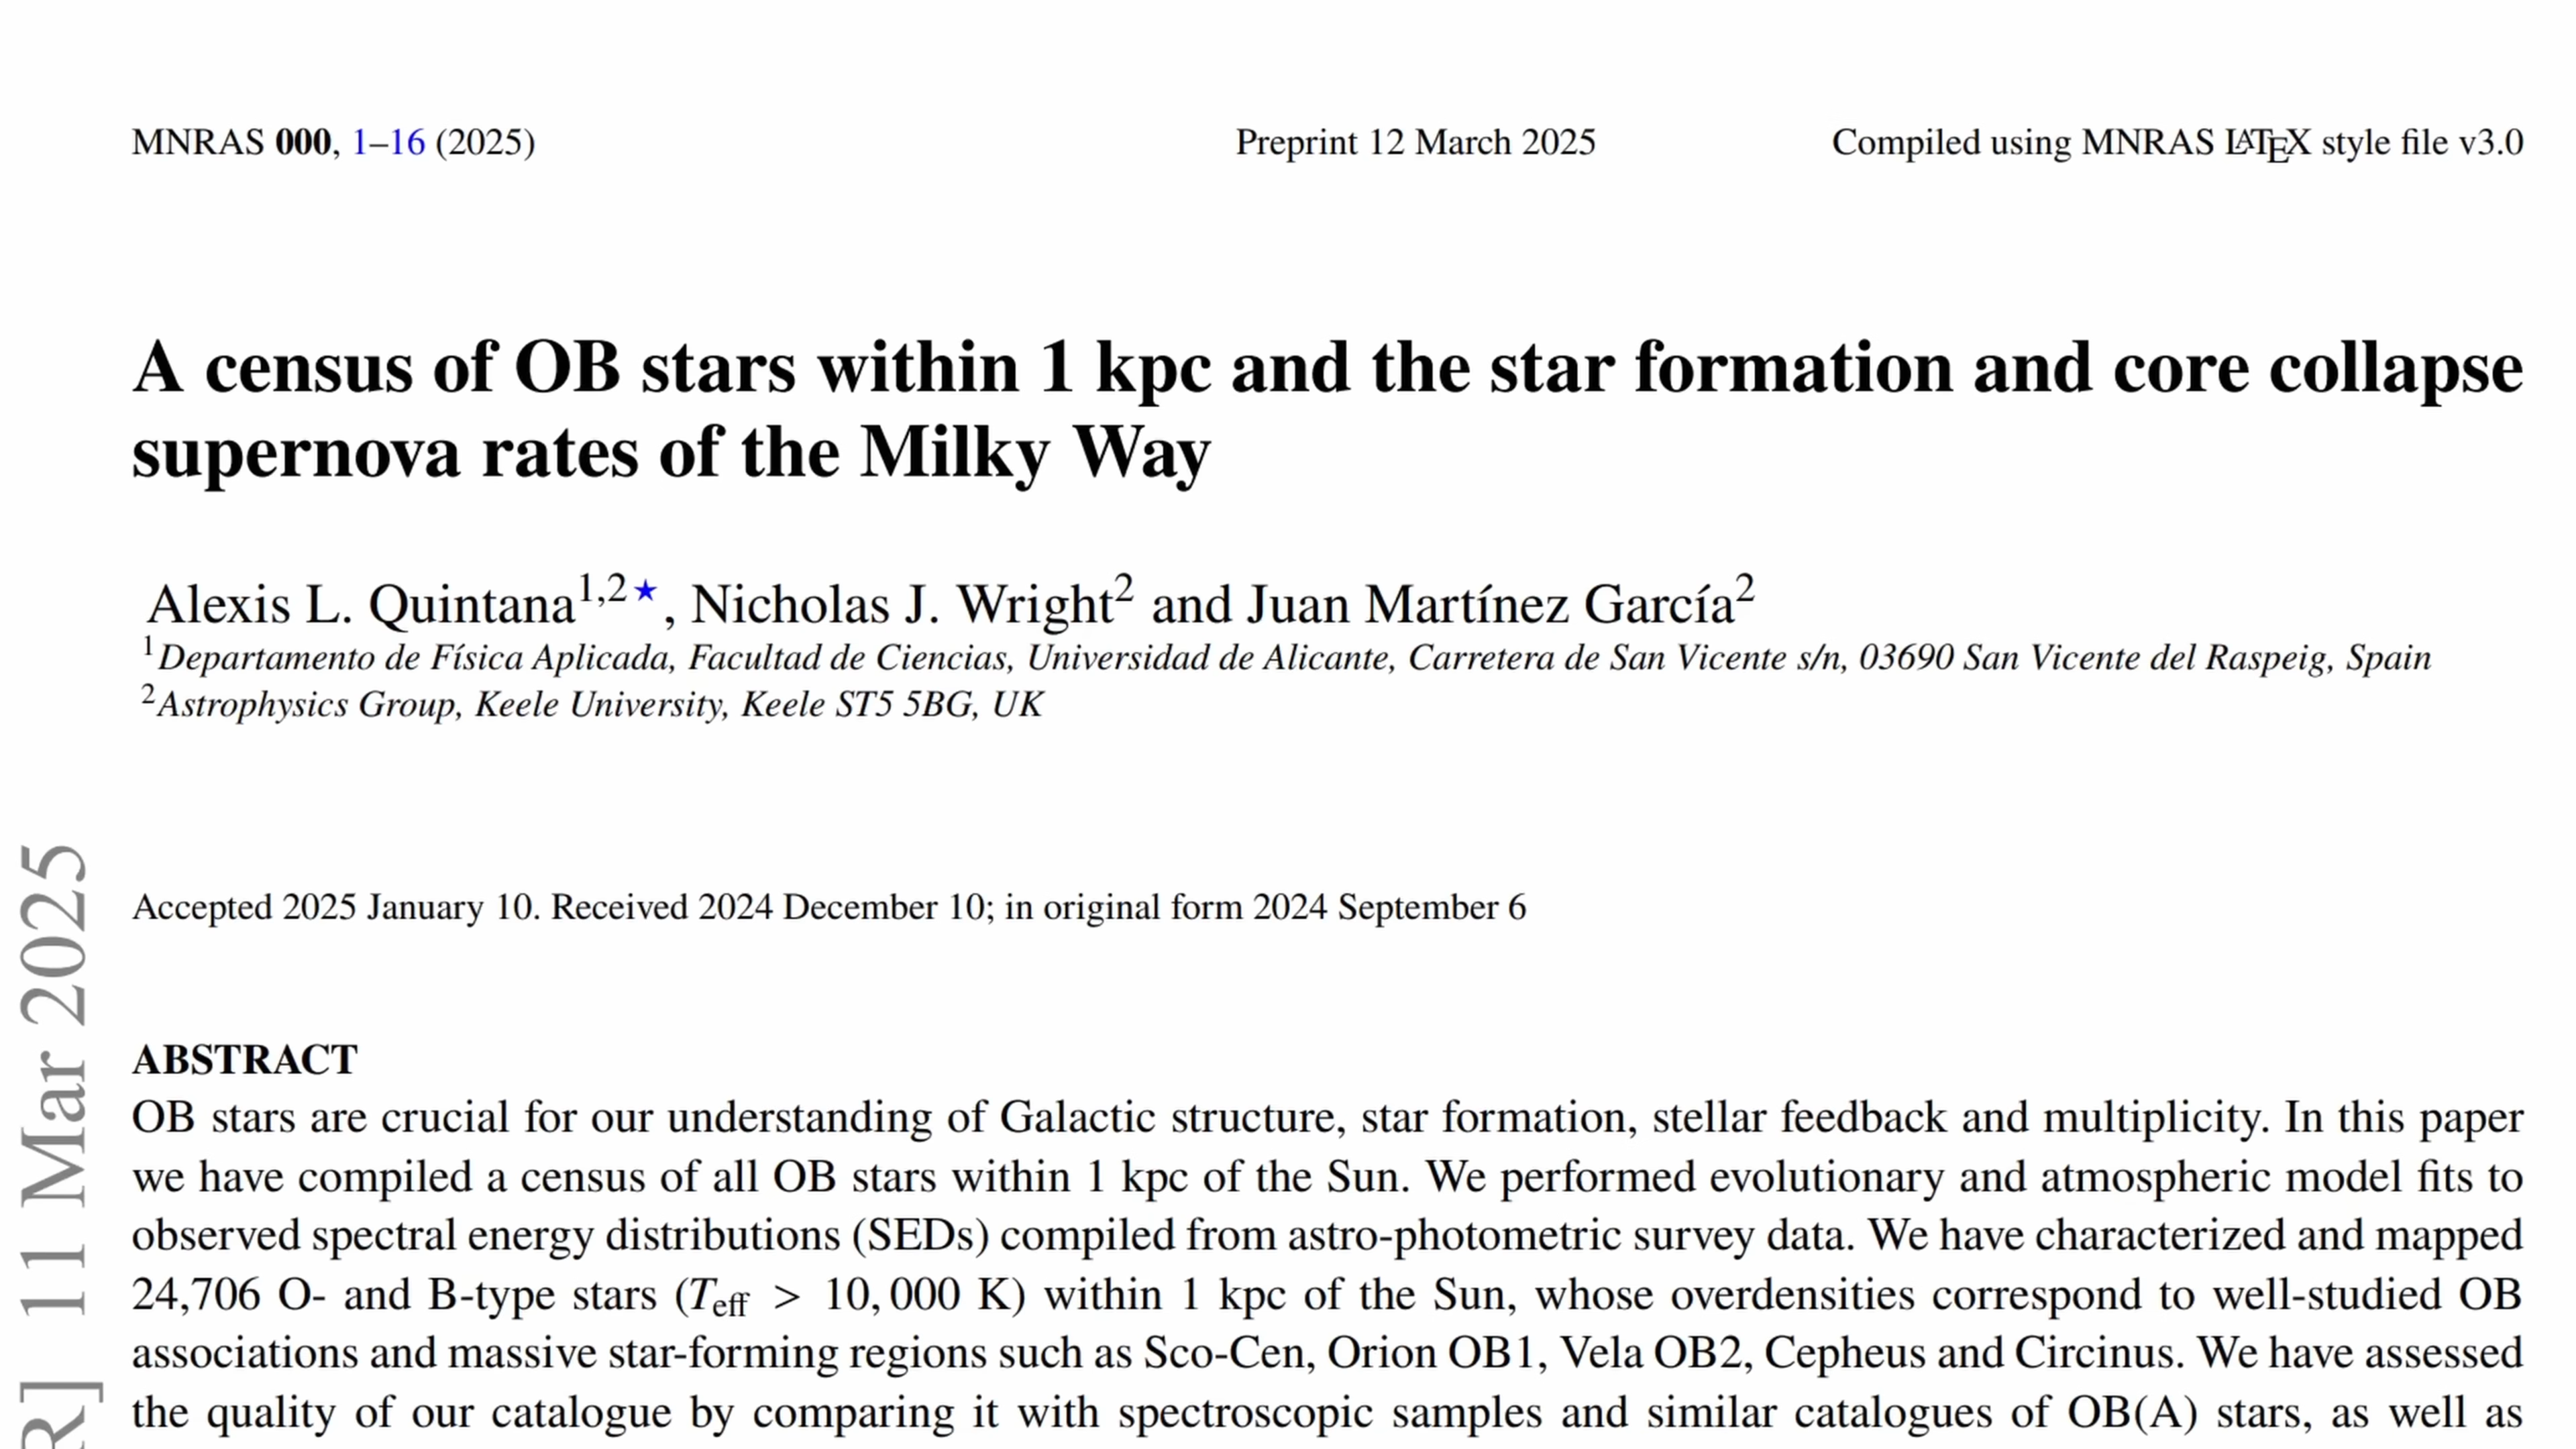 MNRAS 000, 1–16 (2025) Preprint 12 March 2025 Compiled using MNRAS LATEX style file v3.0
A census of OB stars within 1 kpc and the star formation and core collapse
supernova rates of the Milky Way
Alexis L. Quintana1,2★, Nicholas J. Wright2 and Juan Martínez García2
1Departamento de Física Aplicada, Facultad de Ciencias, Universidad de Alicante, Carretera de San Vicente s/n, 03690 San Vicente del Raspeig, Spain
2Astrophysics Group, Keele University, Keele ST5 5BG, UK
Accepted 2025 January 10. Received 2024 December 10; in original form 2024 September 6
ABSTRACT
OB stars are crucial for our understanding of Galactic structure, star formation, stellar feedback and multiplicity. In this paper
we have compiled a census of all OB stars within 1 kpc of the Sun. We performed evolutionary and atmospheric model fits to
observed spectral energy distributions (SEDs) compiled from astro-photometric survey data. We have characterized and mapped
24,706 O- and B-type stars (Teff > 10,000 K) within 1 kpc of the Sun, whose overdensities correspond to well-studied OB
associations and massive star-forming regions such as Sco-Cen, Orion OB1, Vela OB2, Cepheus and Circinus. We have assessed
the quality of our catalogue by comparing it with spectroscopic samples and similar catalogues of OB(A) stars, as well as
R] 11 Mar 2025